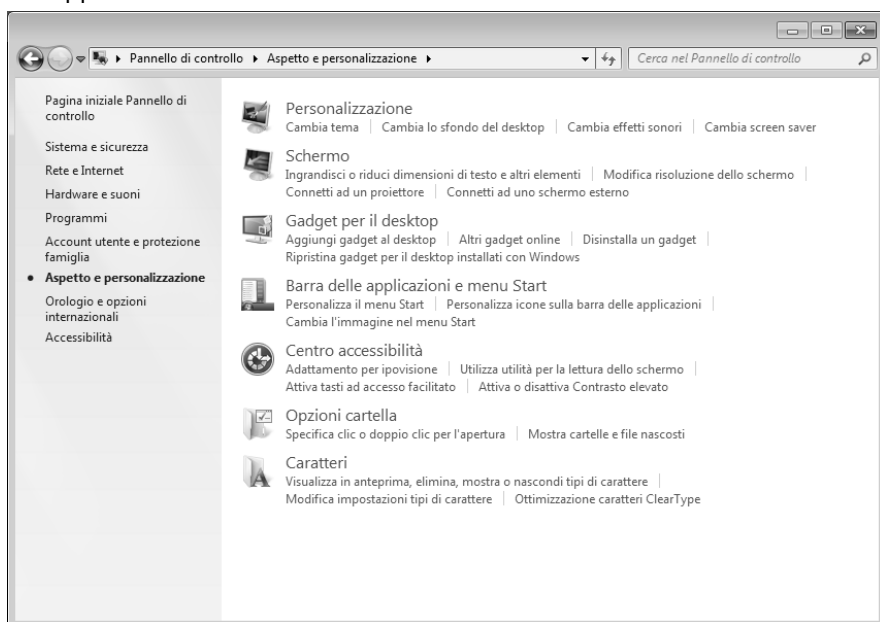 Pannello di controllo Aspetto e personalizzazione Cerca nel Pannello di controllo
Pagina iniziale Pannello di
controllo
Sistema e sicurezza
Rete e Internet
Hardware e suoni
Programmi
Account utente e protezione
famiglia
Aspetto e personalizzazione
Orologio e opzioni
internazionali
Accessibilità
Personalizzazione
Cambia tema Cambia lo sfondo del desktop Cambia effetti sonori Cambia screen saver
Schermo
Ingrandisci o riduci dimensioni di testo e altri elementi Modifica risoluzione dello schermo
Connetti ad un proiettore Connetti ad uno schermo esterno
Gadget per il desktop
Aggiungi gadget al desktop Altri gadget online Disinstalla un gadget
Ripristina gadget per il desktop installati con Windows
Barra delle applicazioni e menu Start
Personalizza il menu Start Personalizza icone sulla barra delle applicazioni
Cambia l'immagine nel menu Start
Centro accessibilità
Adattamento per ipovisione Utilizza utilità per la lettura dello schermo
Attiva tasti ad accesso facilitato Attiva o disattiva Contrasto elevato
Opzioni cartella
Specifica clic o doppio clic per l'apertura Mostra cartelle e file nascosti
Caratteri
Visualizza in anteprima, elimina, mostra o nascondi tipi di carattere
Modifica impostazioni tipi di carattere Ottimizzazione caratteri ClearType